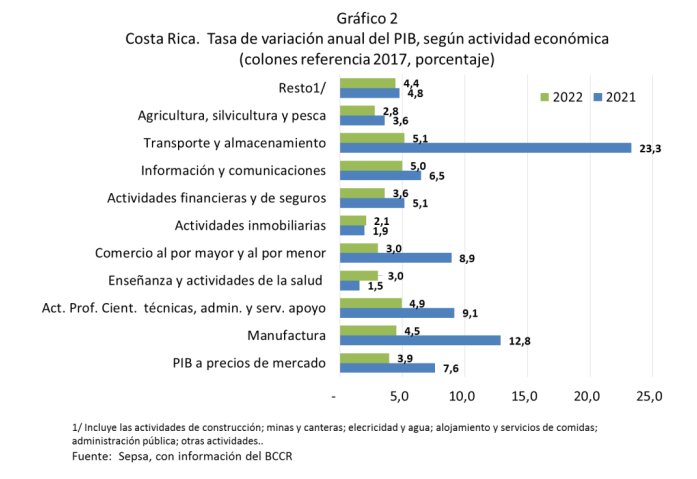 Gráfico 2
Costa Rica. Tasa de variación anual del PIB, según actividad económica
(colones referencia 2017, porcentaje)
2022 2021
Resto1/ 4,4 4,8
Agricultura, silvicultura y pesca 2,8 3,6
Transporte y almacenamiento 5,1 23,3
Información y comunicaciones 5,0 6,5
Actividades financieras y de seguros 3,6 5,1
Actividades inmobiliarias 2,1 1,9
Comercio al por mayor y al por menor 3,0 8,9
Enseñanza y actividades de la salud 3,0 1,5
Act. Prof. Cient. técnicas, admin. y serv. apoyo 4,9 9,1
Manufactura 4,5 12,8
PIB a precios de mercado 3,9 7,6
- 5,0 10,0 15,0 20,0 25,0
1/ Incluye las actividades de construcción; minas y canteras; elecricidad y agua; alojamiento y servicios de comidas;
administración pública; otras actividades..
Fuente: Sepsa, con información del BCCR